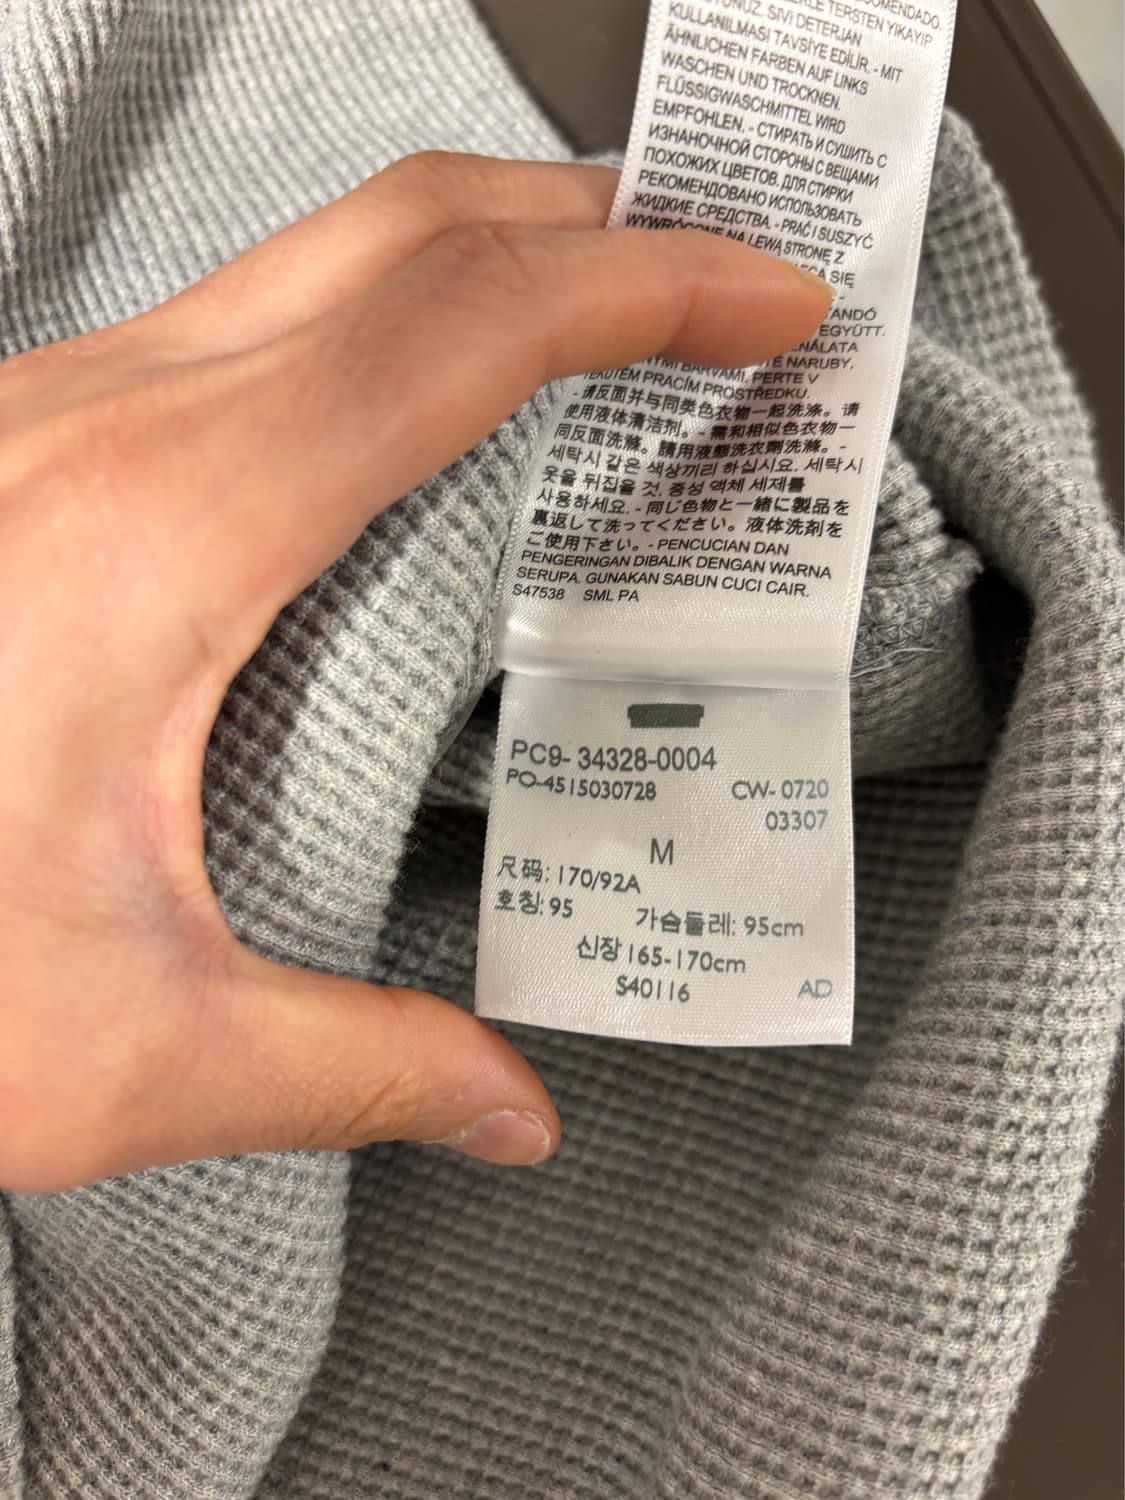 RECOMENDADO.
TERSTEN YIKAYIP
SIVI DETERJAN
KULLANILMASI TAVSİYE EDİLİR. - MIT
ÄHNLICHEN FARBEN AUF LINKS
WASCHEN UND TROCKNEN.
FLÜSSIGWASCHMITTEL WIRD
EMPFOHLEN. - СТИРАТЬ И СУШИТЬ С
ИЗНАНОЧНОЙ СТОРОНЫ С ВЕЩАМИ
ПОХОЖИХ ЦВЕТОВ. ДЛЯ СТИРКИ
РЕКОМЕНДОВАНО ИСПОЛЬЗОВАТЬ
ЖИДКИЕ СРЕДСТВА. - PRAĆ I SUSZYĆ
WYWRÓCONE NA LEWĄ STRONĘ Z
SIĘ
-
EGYÜTT.
NARUBY,
TEKUTÉM PRACÍM PROSTŘEDKU.
- 请反面并与同类色衣物一起洗涤。请
使用液体清洁剂。- 需和相似色衣物一
同反面洗滌。請用液態洗衣劑洗滌。-
세탁시 같은 색상끼리 하십시요. 세탁시
옷을 뒤집을 것. 중성 액체 세제를
사용하세요. - 同じ色物と一緒に製品を
裏返して洗ってください。液体洗剤を
ご使用下さい。- PENCUCIAN DAN
PENGERINGAN DIBALIK DENGAN WARNA
SERUPA. GUNAKAN SABUN CUCI CAIR.
S47538 SML PA
PC9- 34328-0004
PO-4515030728 CW- 0720
03307
M
尺码: 170/92A
호칭: 95 가슴둘레: 95cm
신장 165-170cm
S40116 AD